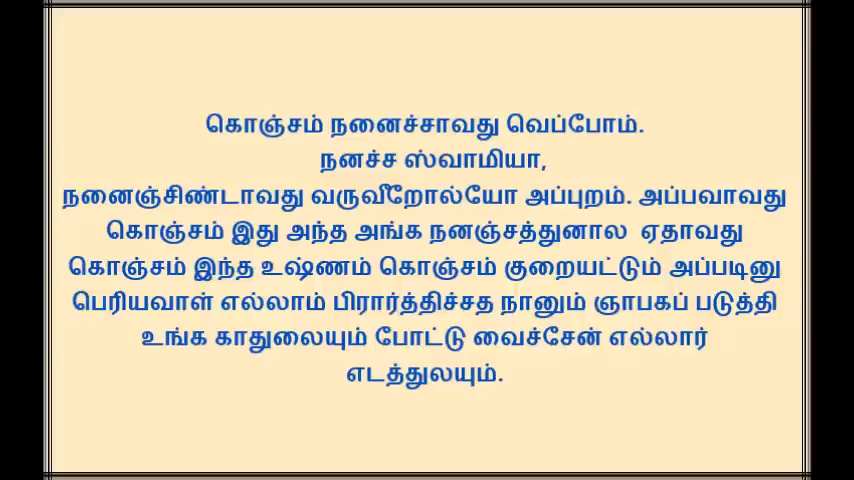 கொஞ்சம் நனைச்சாவது வெப்போம்.
நனச்ச ஸ்வாமியா,
நனைஞ்சிண்டாவது வருவீறோல்யோ அப்புறம். அப்பவாவது
கொஞ்சம் இது அந்த அங்க நனஞ்சத்துனால ஏதாவது
கொஞ்சம் இந்த உஷ்ணம் கொஞ்சம் குறையட்டும் அப்படினு
பெரியவாள் எல்லாம் பிரார்த்திச்சத நானும் ஞாபகப் படுத்தி
உங்க காதுலையும் போட்டு வைச்சேன் எல்லார்
எடத்துலயும்.